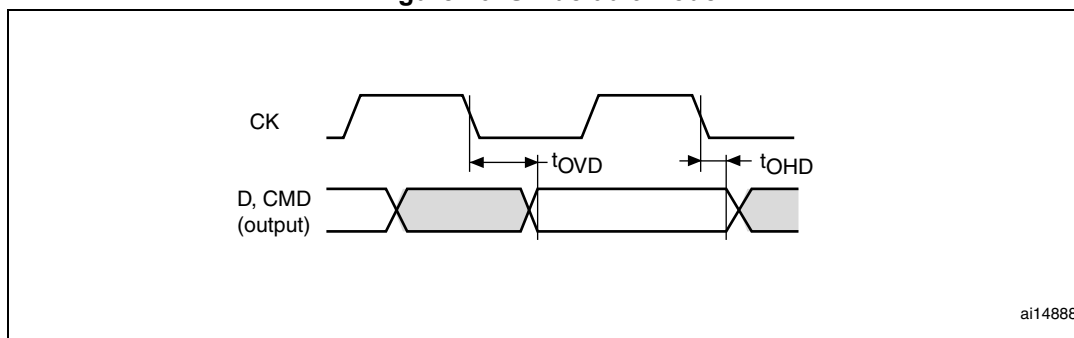 CK
tOVD
tOHD
D, CMD
(output)
ai14888